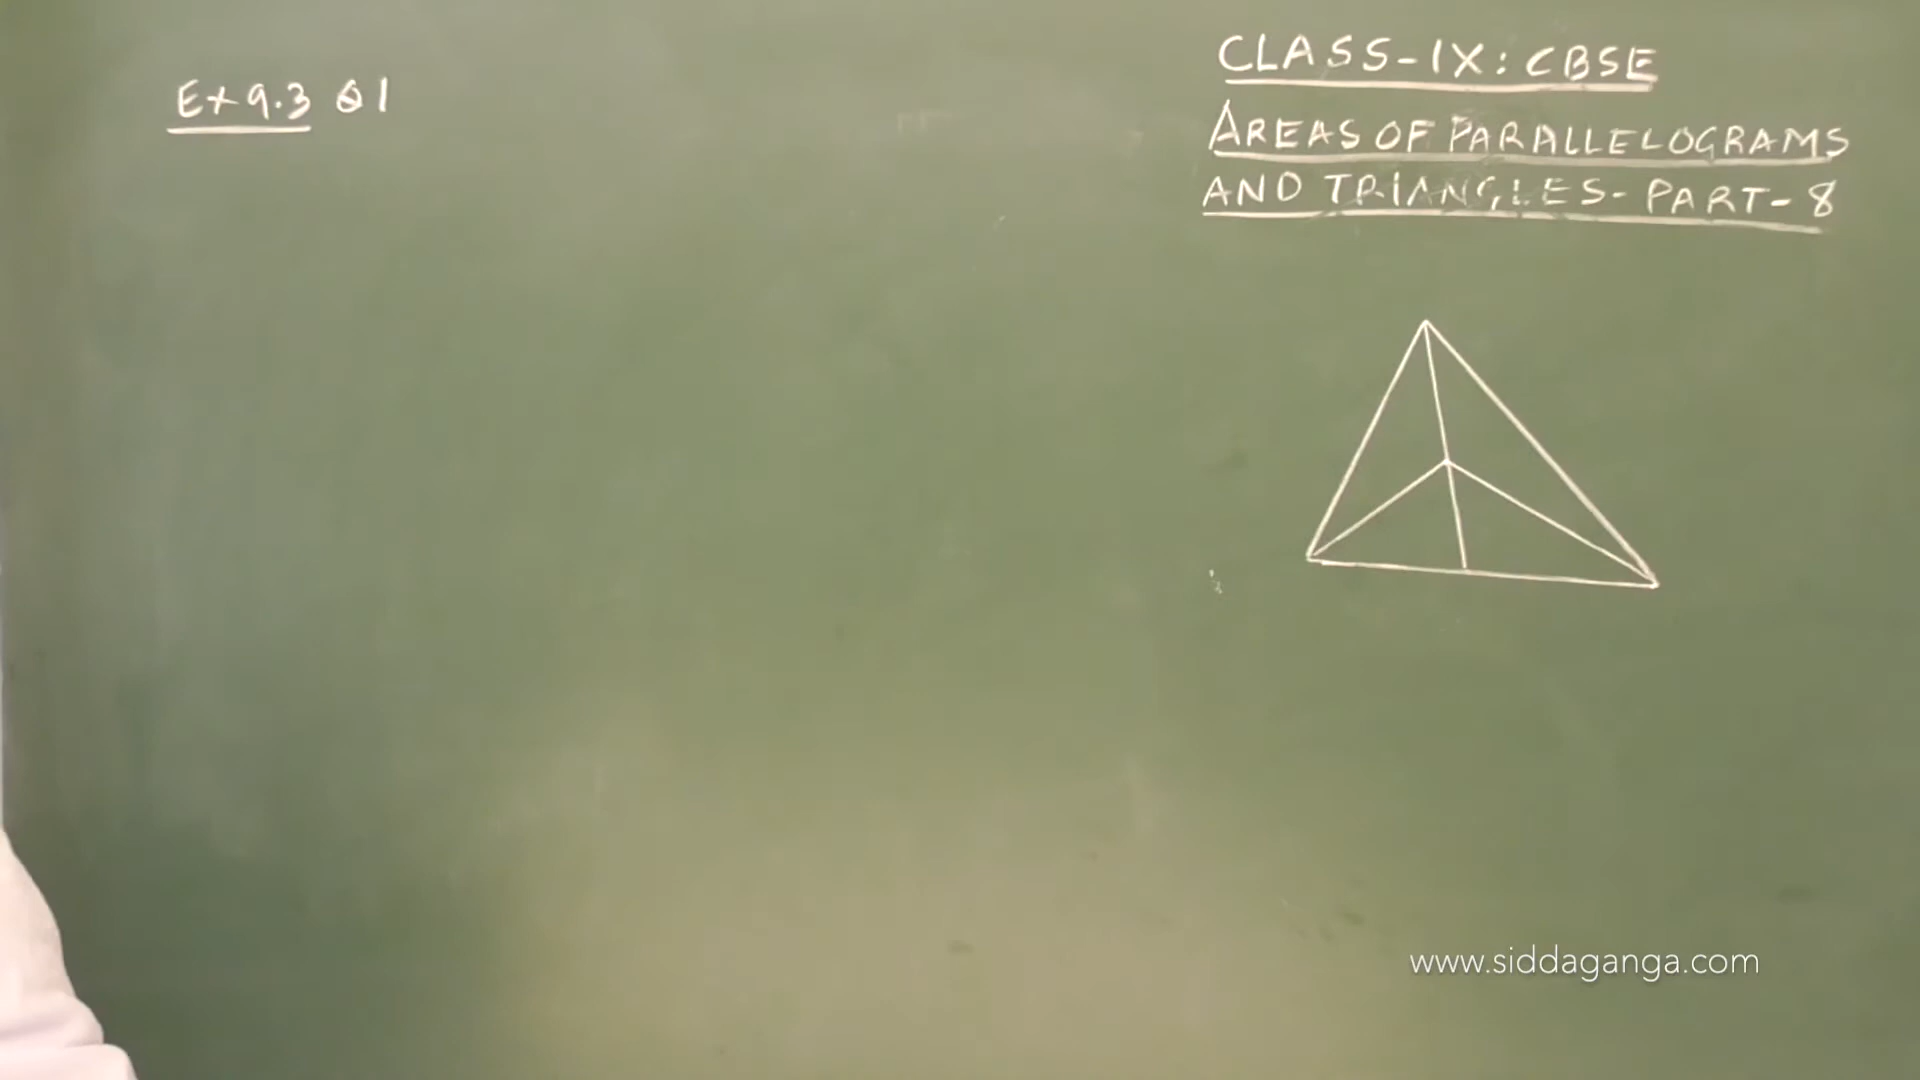 Ex 9.3 Q1
CLASS-IX: CBSE
AREAS OF PARALLELOGRAMS
AND TRIANGLES-PART-8
www.siddaganga.com